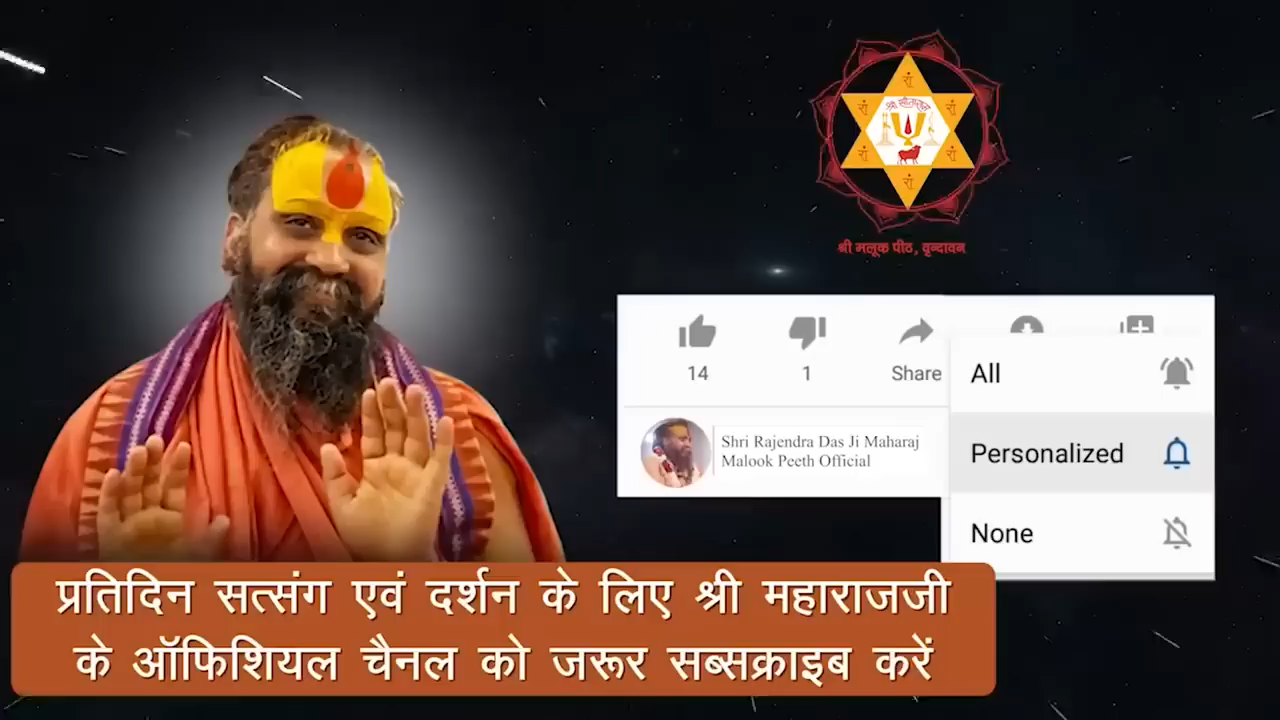 रां
श्री सीताराम
रां
रां
रां
रां
रां
श्री मलूक पीठ, वृन्दावन
14
1
Share
All
Shri Rajendra Das Ji Maharaj
Malook Peeth Official
Personalized
None
प्रतिदिन सत्संग एवं दर्शन के लिए श्री महाराजजी
के ऑफिशियल चैनल को जरूर सब्सक्राइब करें